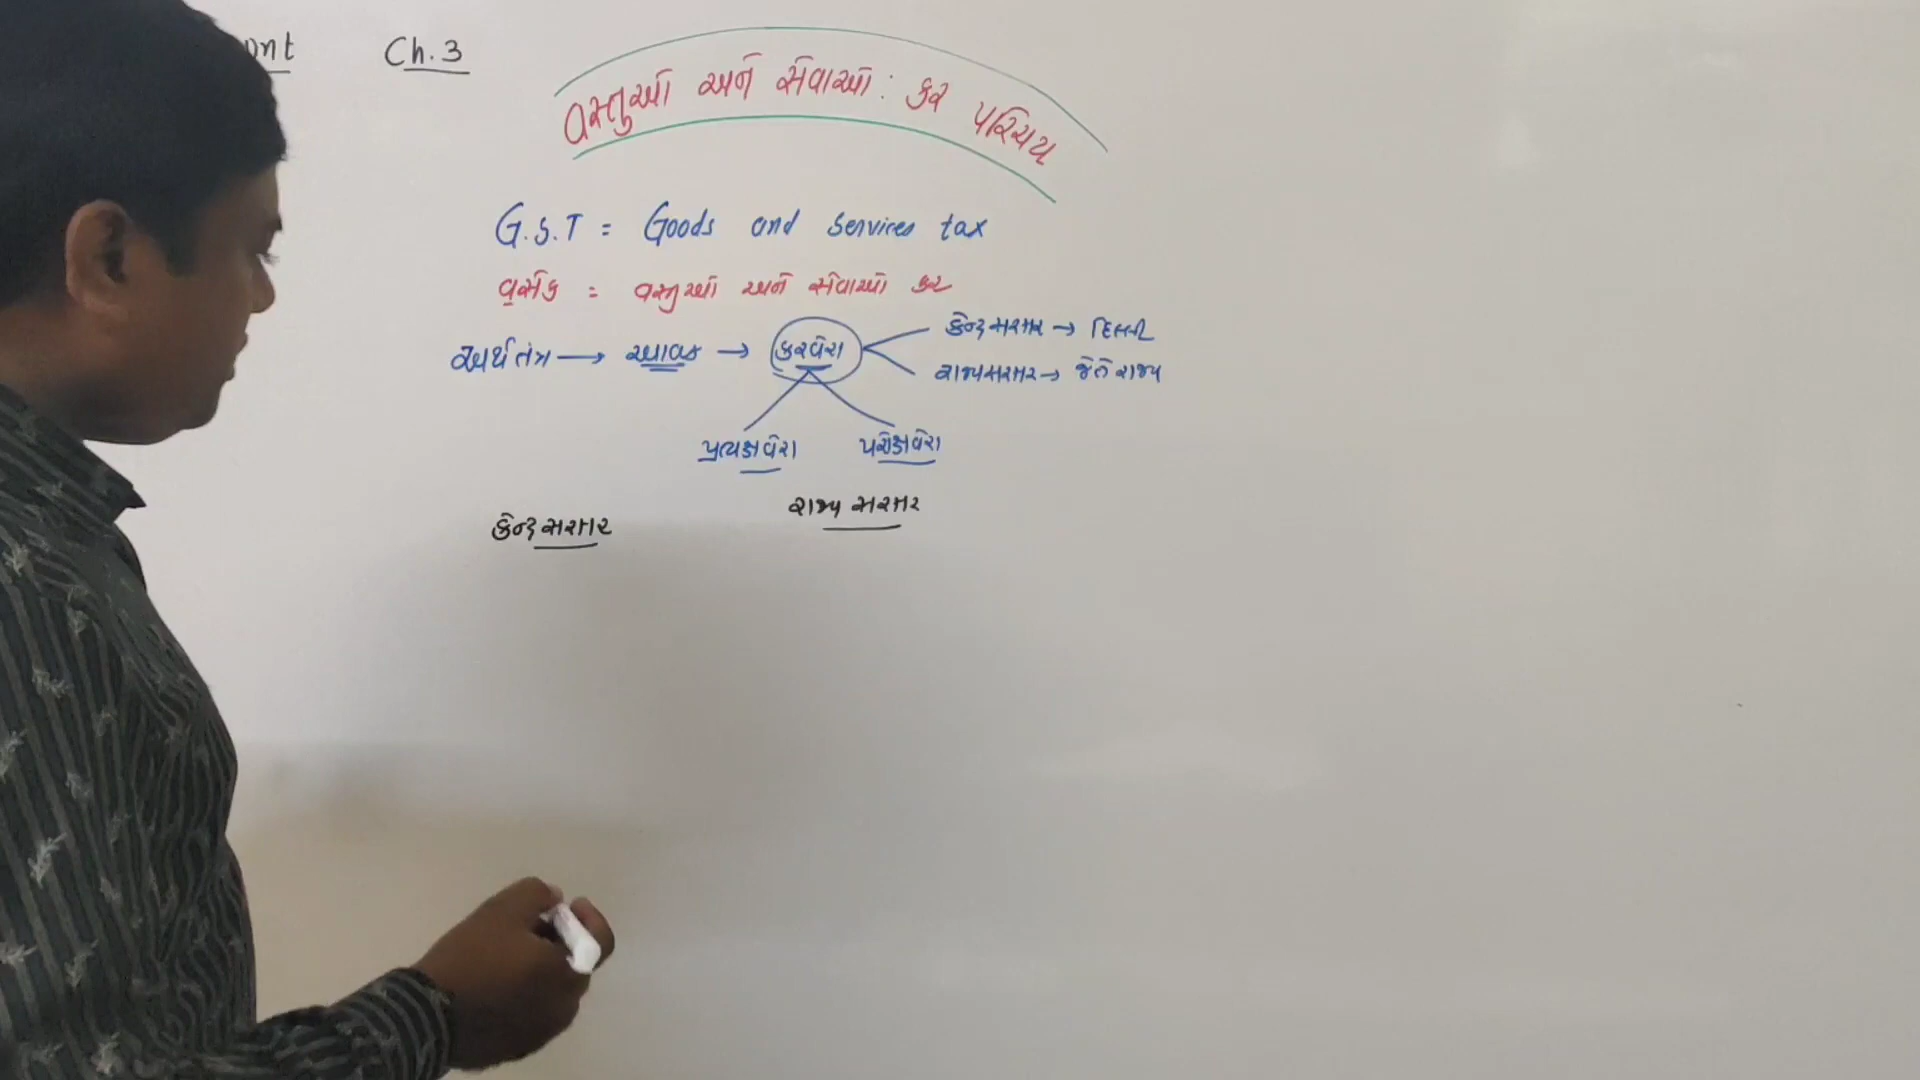 Ch. 3
વસ્તુઓ અને સેવાઓ : કર પરિચય
G.S.T = Goods and Services tax
વસેક = વસ્તુઓ અને સેવાઓ કર
અર્થતંત્ર → આવક → કરવેરા
કેન્દ્રસરકાર → દિલ્લી
રાજ્યસરકાર → જે તે રાજ્ય
પ્રત્યક્ષવેરા પરોક્ષવેરા
કેન્દ્રસરકાર રાજ્ય સરકાર